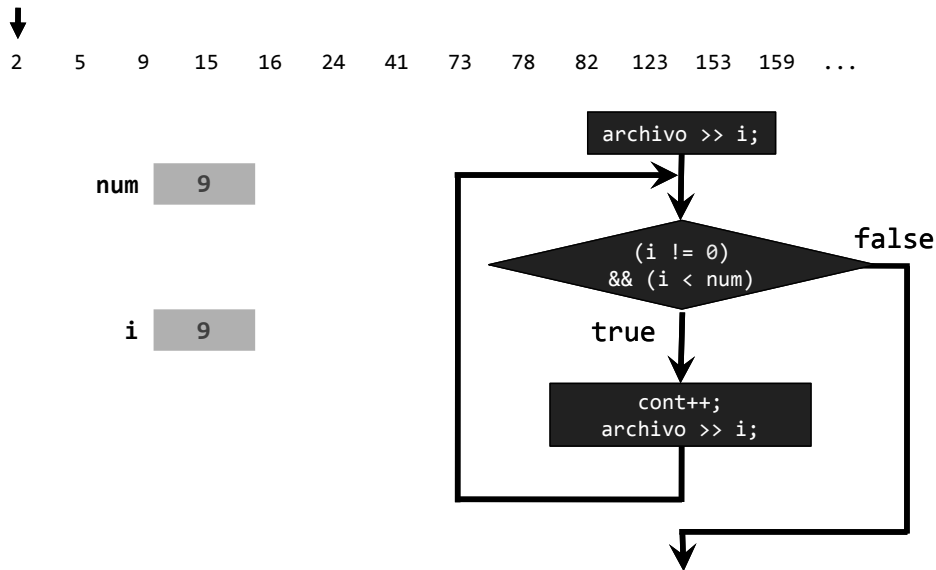 2 5 9 15 16 24 41 73 78 82 123 153 159 ...
archivo >> i;
num 9
(i != 0)
&& (i < num)
false
i 9
true
cont++;
archivo >> i;